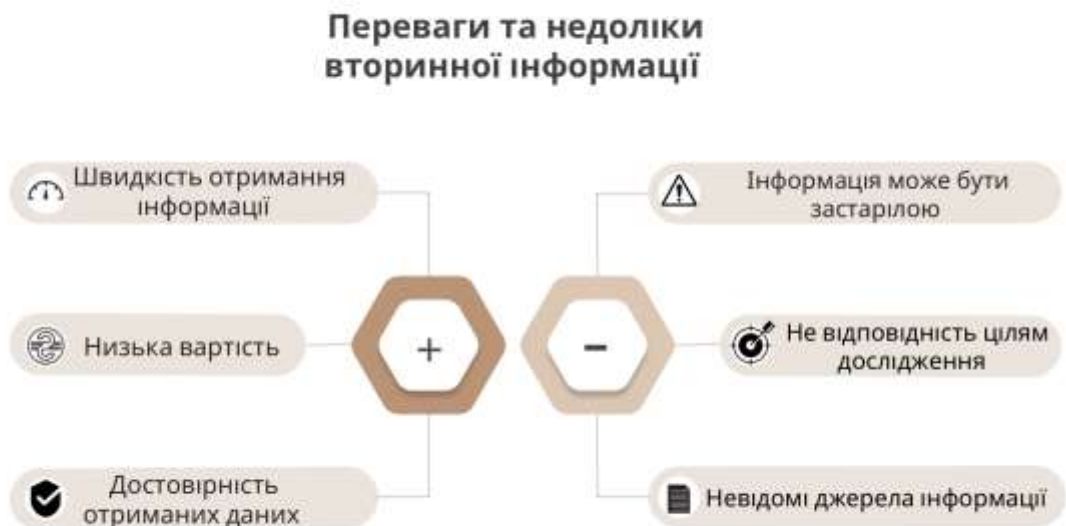 Переваги та недоліки
вторинної інформації
Швидкість отримання
інформації
Низька вартість
Достовірність
отриманих даних
+
-
Інформація може бути
застарілою
Не відповідність цілям
дослідження
Невідомі джерела інформації